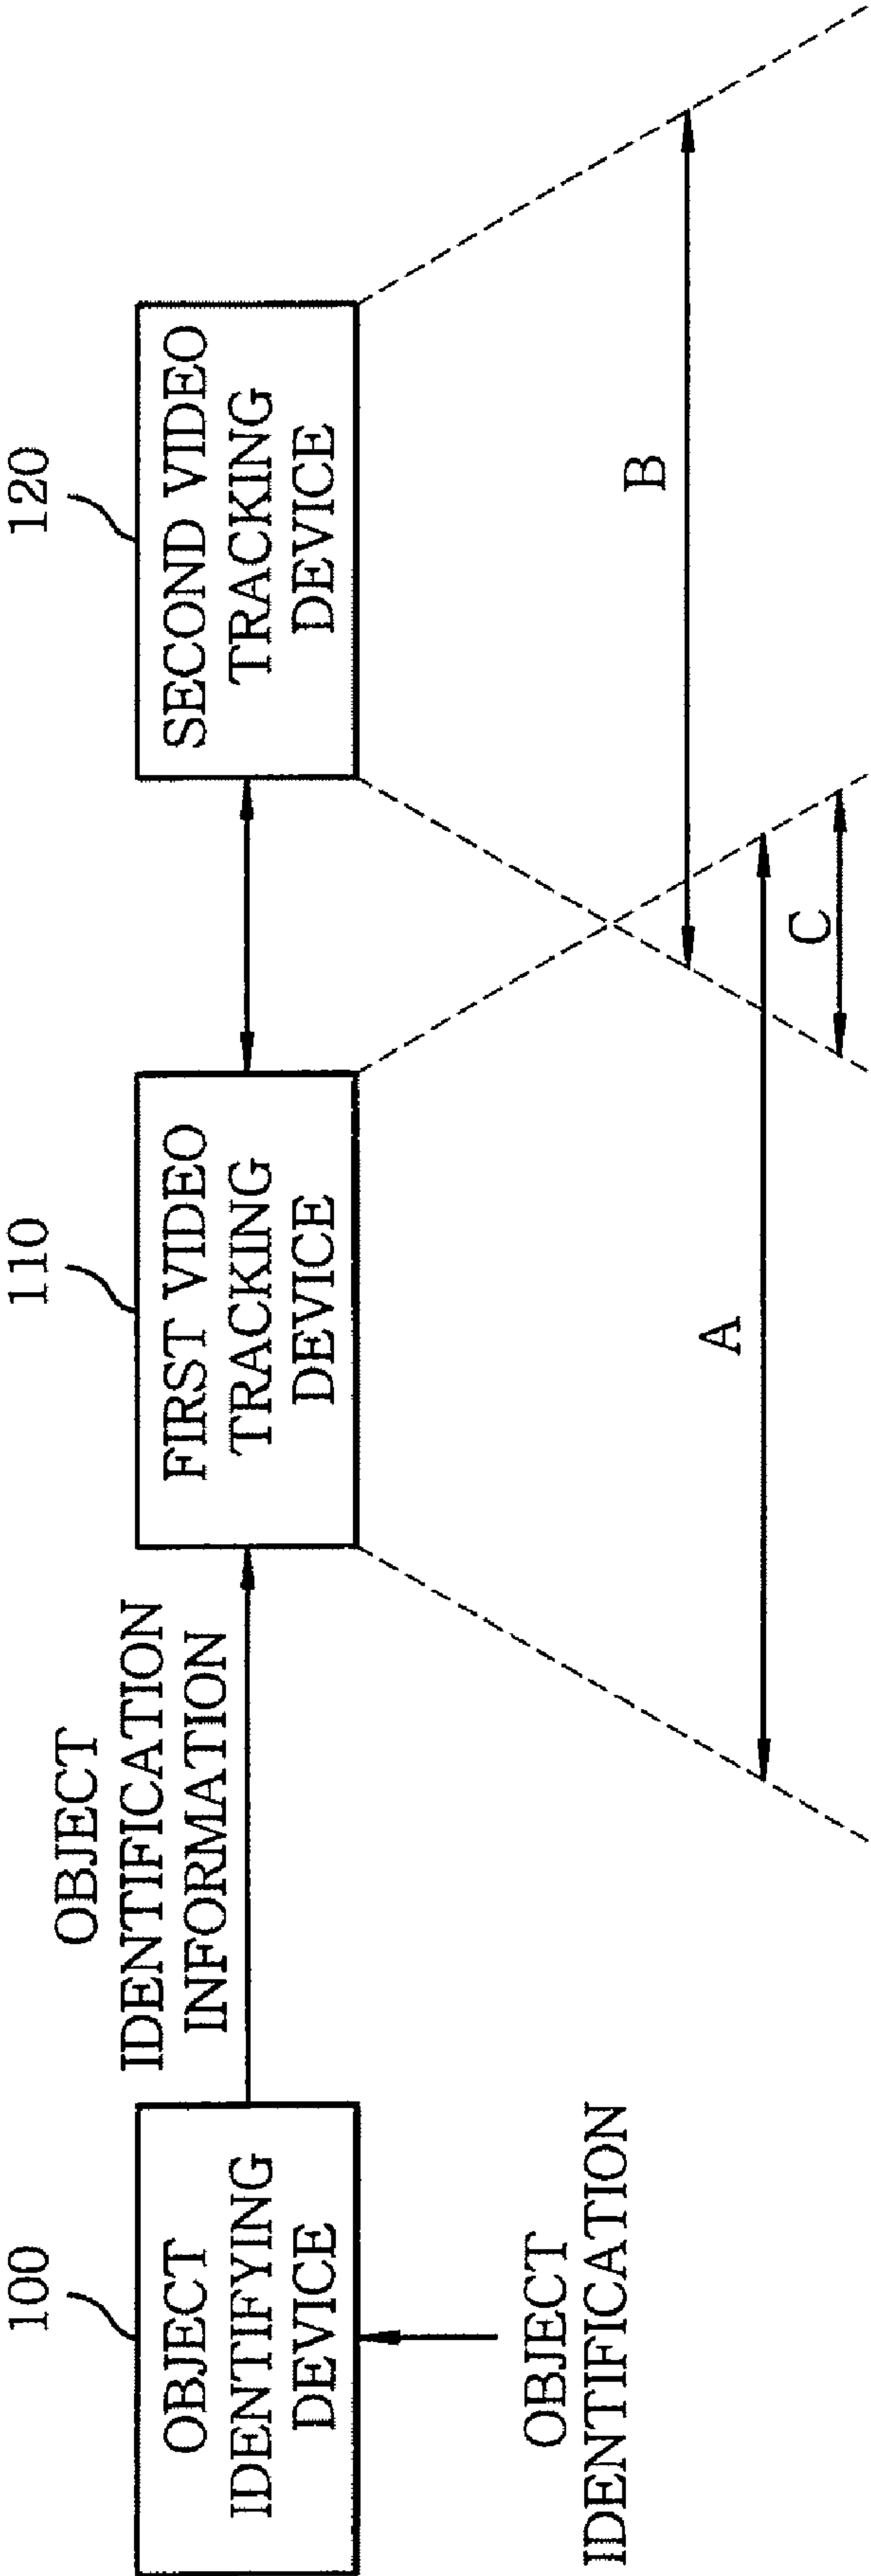 100
OBJECT
IDENTIFYING
DEVICE
OBJECT
IDENTIFICATION
OBJECT
IDENTIFICATION
INFORMATION
110
FIRST VIDEO
TRACKING
DEVICE
120
SECOND VIDEO
TRACKING
DEVICE
A
B
C